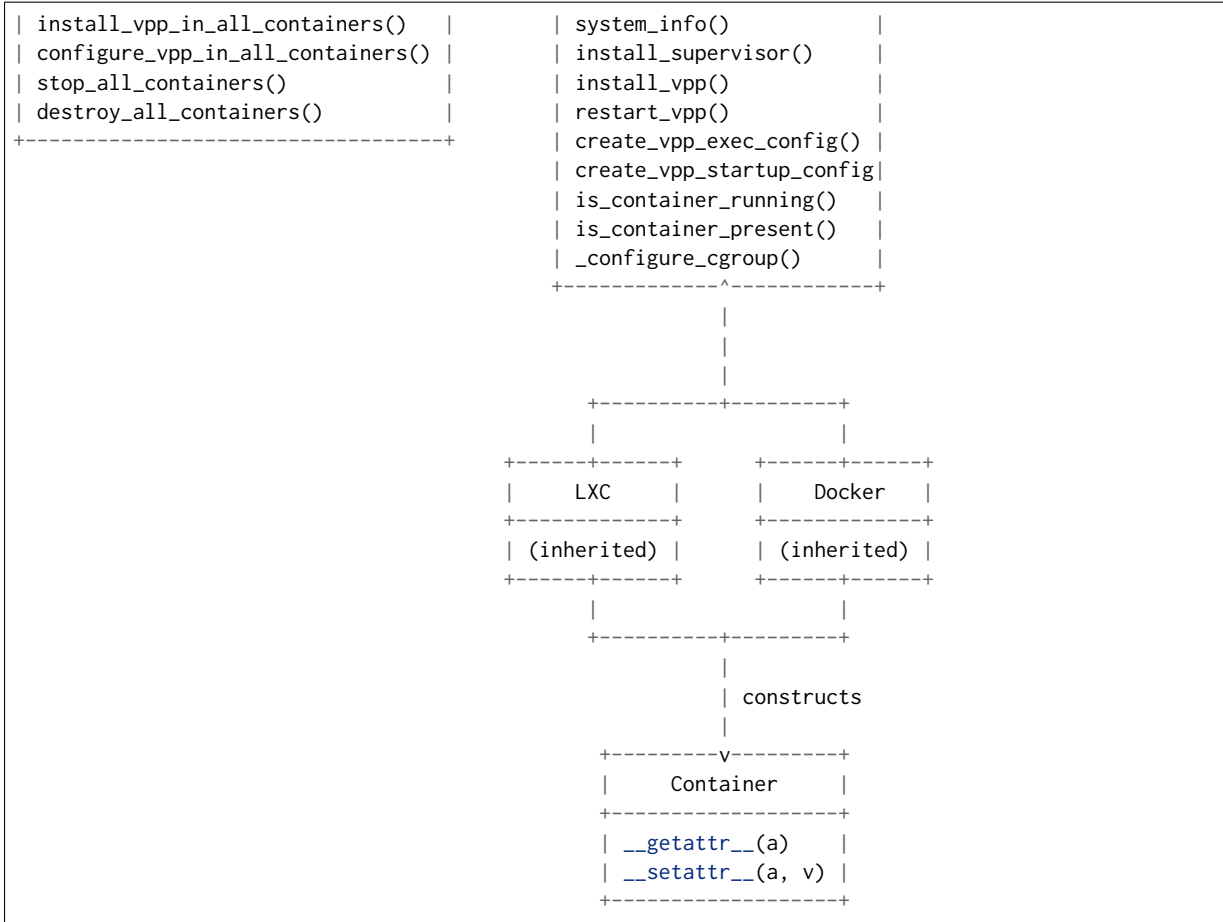 | install_vpp_in_all_containers()   |        | system_info()            |
| configure_vpp_in_all_containers() |        | install_supervisor()     |
| stop_all_containers()             |        | install_vpp()            |
| destroy_all_containers()          |        | restart_vpp()            |
+-----------------------------------+        | create_vpp_exec_config() |
                                             | create_vpp_startup_config|
                                             | is_container_running()   |
                                             | is_container_present()   |
                                             | _configure_cgroup()      |
                                             +-------------^------------+
                                                           |
                                                           |
                                                           |
                                                +----------+---------+
                                                |                    |
                                         +------+------+      +------+------+
                                         |     LXC     |      |    Docker   |
                                         +-------------+      +-------------+
                                         | (inherited) |      | (inherited) |
                                         +------+------+      +------+------+
                                                |                    |
                                                +----------+---------+
                                                           |
                                                           | constructs
                                                           |
                                                 +---------v---------+
                                                 |     Container     |
                                                 +-------------------+
                                                 | __getattr__(a)    |
                                                 | __setattr__(a, v) |
                                                 +-------------------+